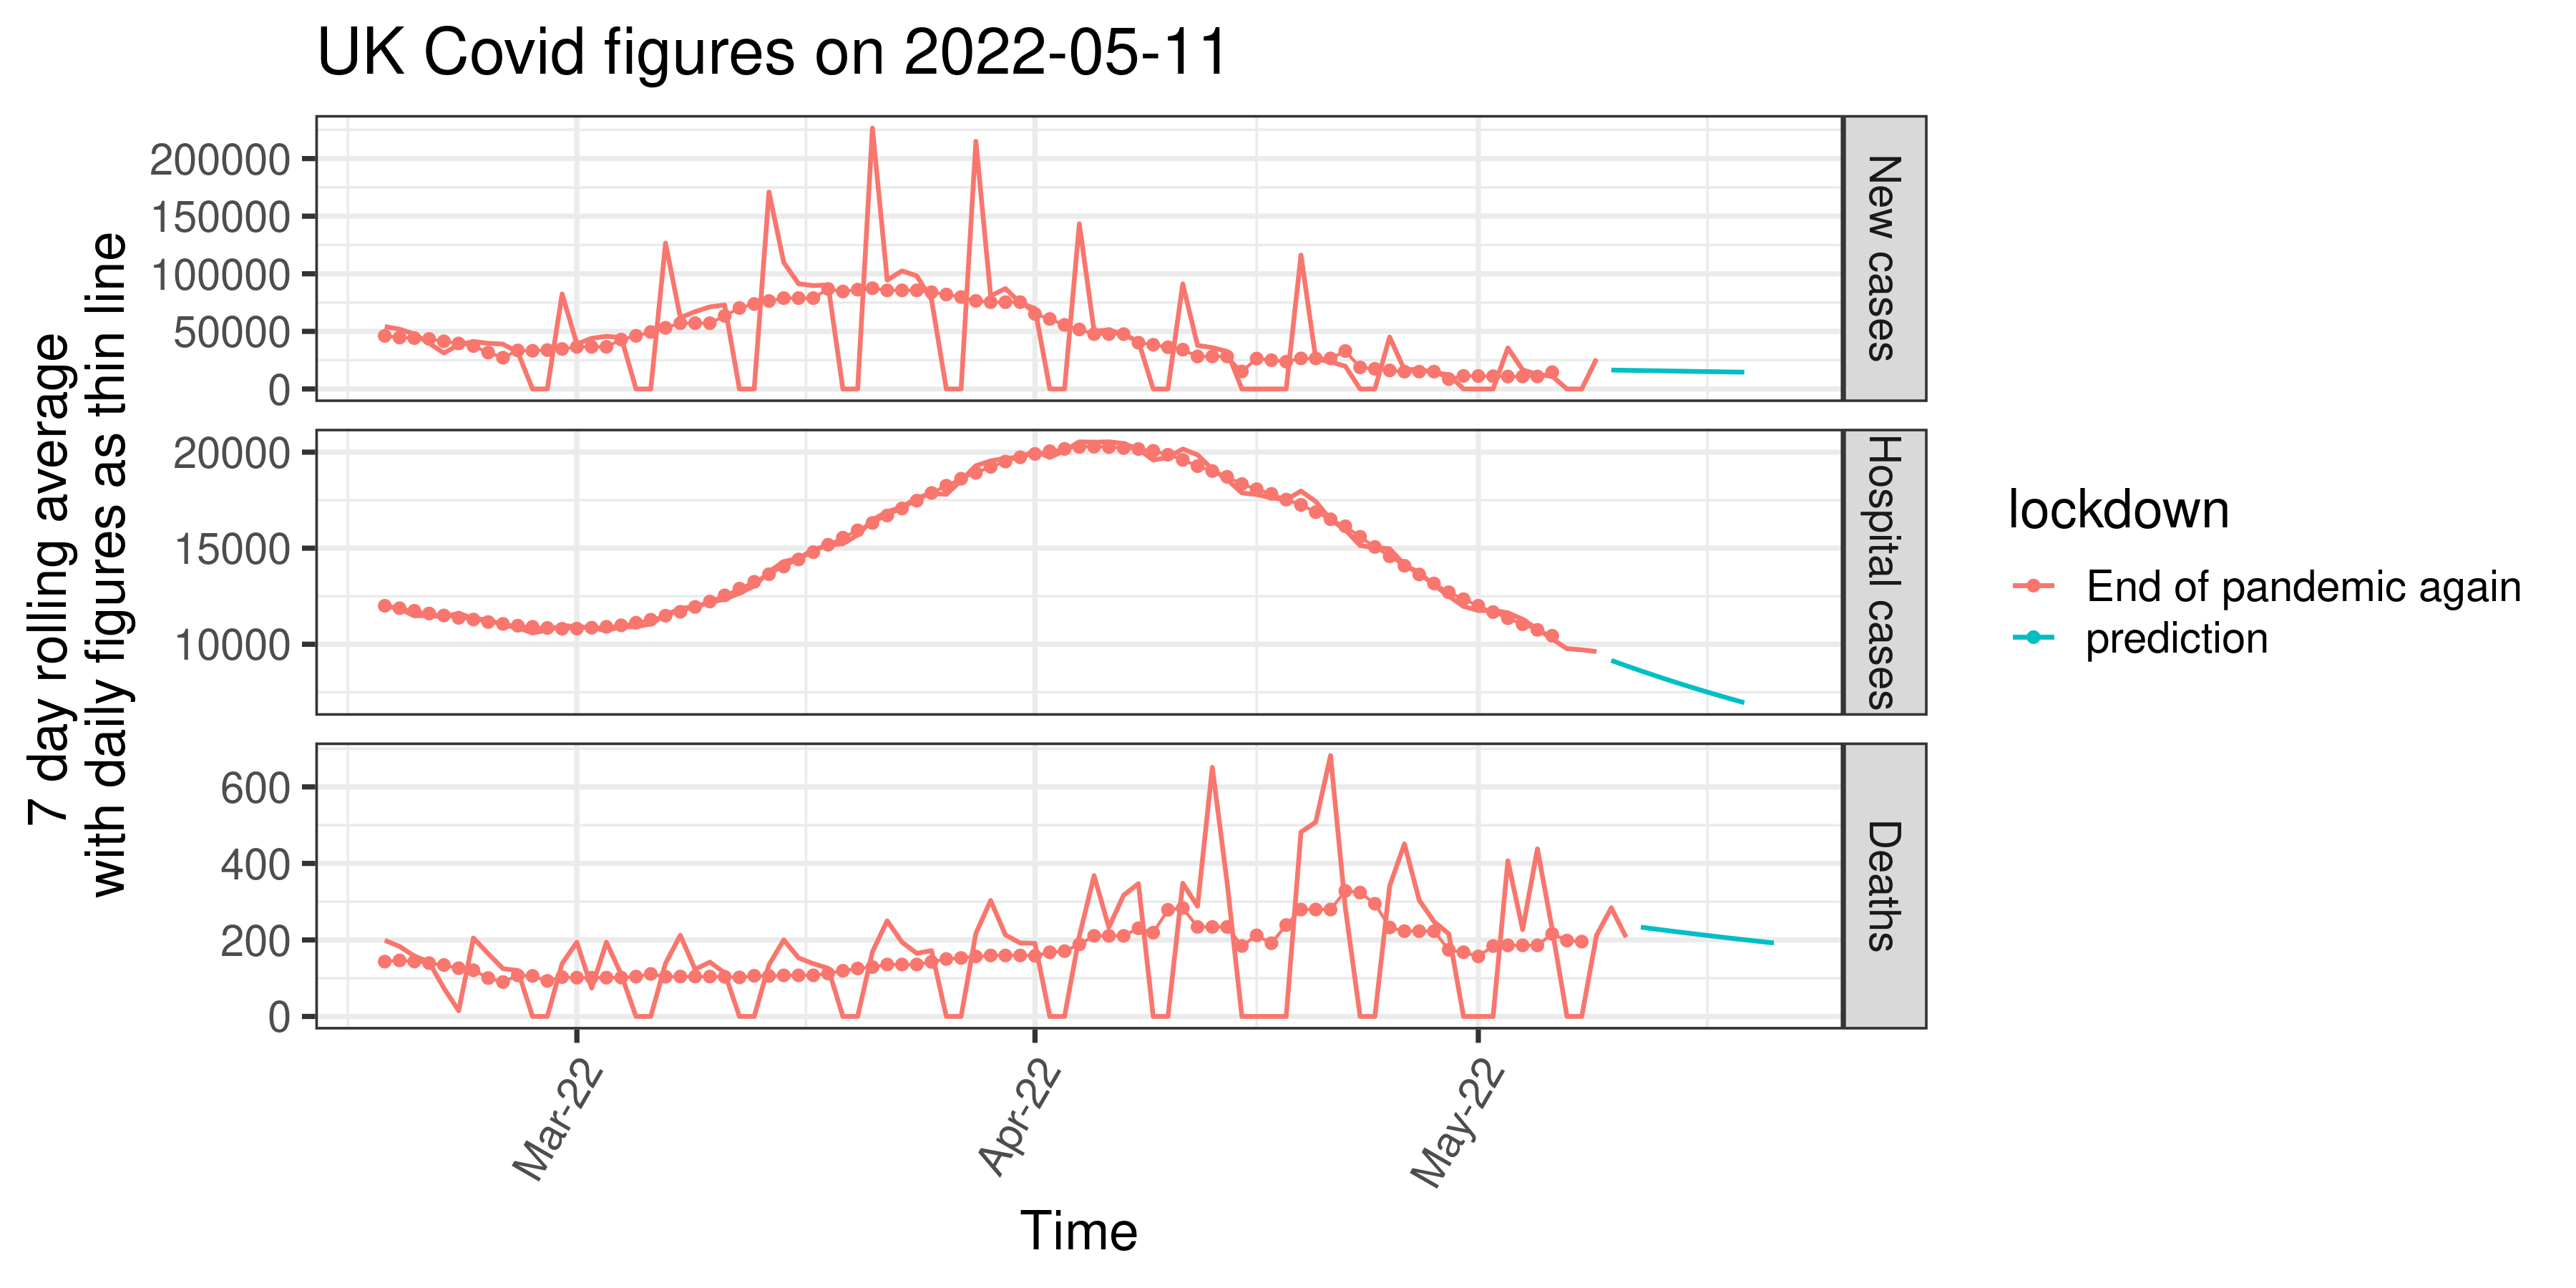 UK Covid figures on 2022-05-11
7 day rolling average
with daily figures as thin line
200000
150000
100000
50000
0
New cases
20000
15000
10000
Hospital cases
600
400
200
0
Deaths
Mar-22
Apr-22
May-22
Time
lockdown
End of pandemic again
prediction